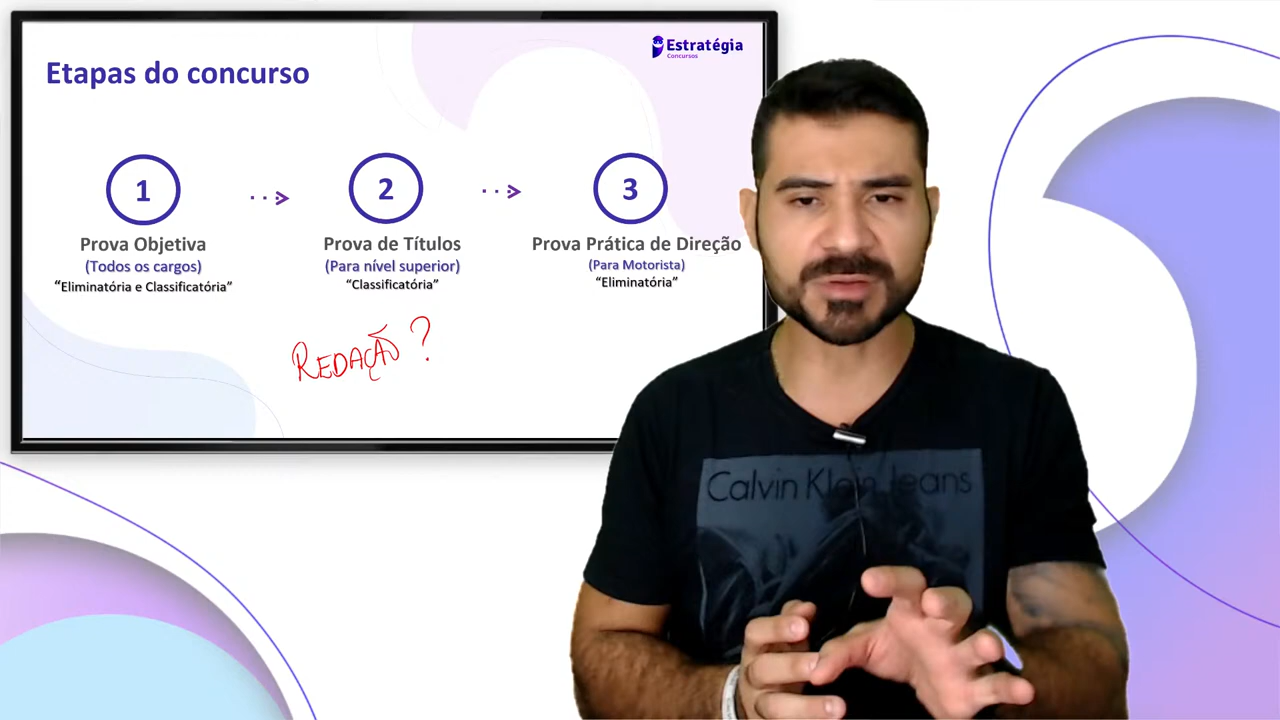 Estratégia
Concursos
Etapas do concurso
1
2
3
Prova Objetiva
(Todos os cargos)
“Eliminatória e Classificatória”
Prova de Títulos
(Para nível superior)
“Classificatória”
Prova Prática de Direção
(Para Motorista)
“Eliminatória”
REDAÇÃO?
Calvin Klein Jeans